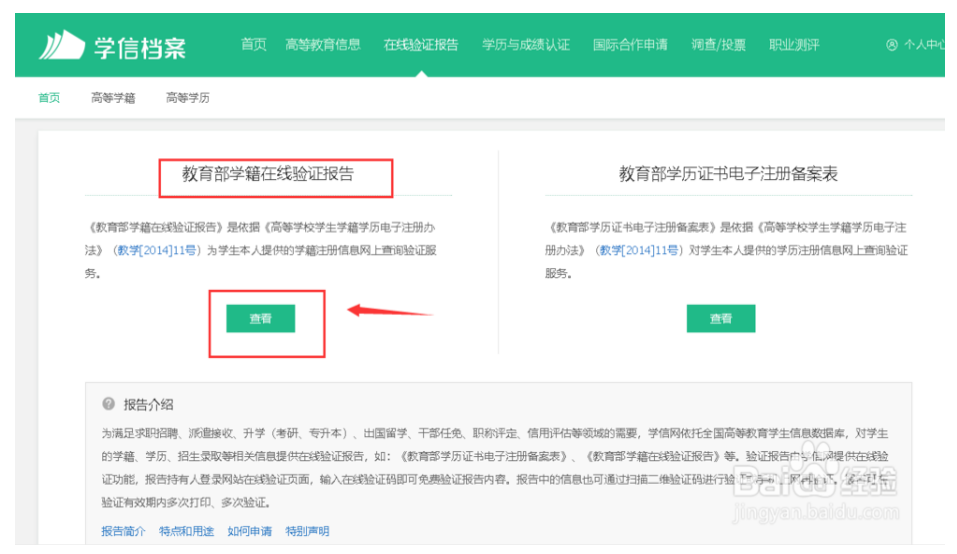 学信档案 首页 高等教育信息 在线验证报告 学历与成绩认证 国际合作申请 调查/投票 职业测评 个人中心
首页 高等学籍 高等学历
教育部学籍在线验证报告
《教育部学籍在线验证报告》是依据《高等学校学生学籍学历电子注册办
法》（教学[2014]11号）为学生本人提供的学籍注册信息网上查询验证服
务。
查看
教育部学历证书电子注册备案表
《教育部学历证书电子注册备案表》是依据《高等学校学生学籍学历电子注
册办法》（教学[2014]11号）对学生本人提供的学历注册信息网上查询验证
服务。
查看
报告介绍
为满足求职招聘、派遣接收、升学（考研、专升本）、出国留学、干部任免、职称评定、信用评估等领域的需要，学信网依托全国高等教育学生信息数据库，对学生
的学籍、学历、招生录取等相关信息提供在线验证报告，如：《教育部学历证书电子注册备案表》、《教育部学籍在线验证报告》等。验证报告由学信网提供在线验
证功能，报告持有人登录网站在线验证页面，输入在线验证码即可免费验证报告内容。报告中的信息也可通过扫描二维验证码进行验
验证有效期内多次打印、多次验证。
报告简介 特点和用途 如何申请 特别声明
Baidu经验
jingyan.baidu.com